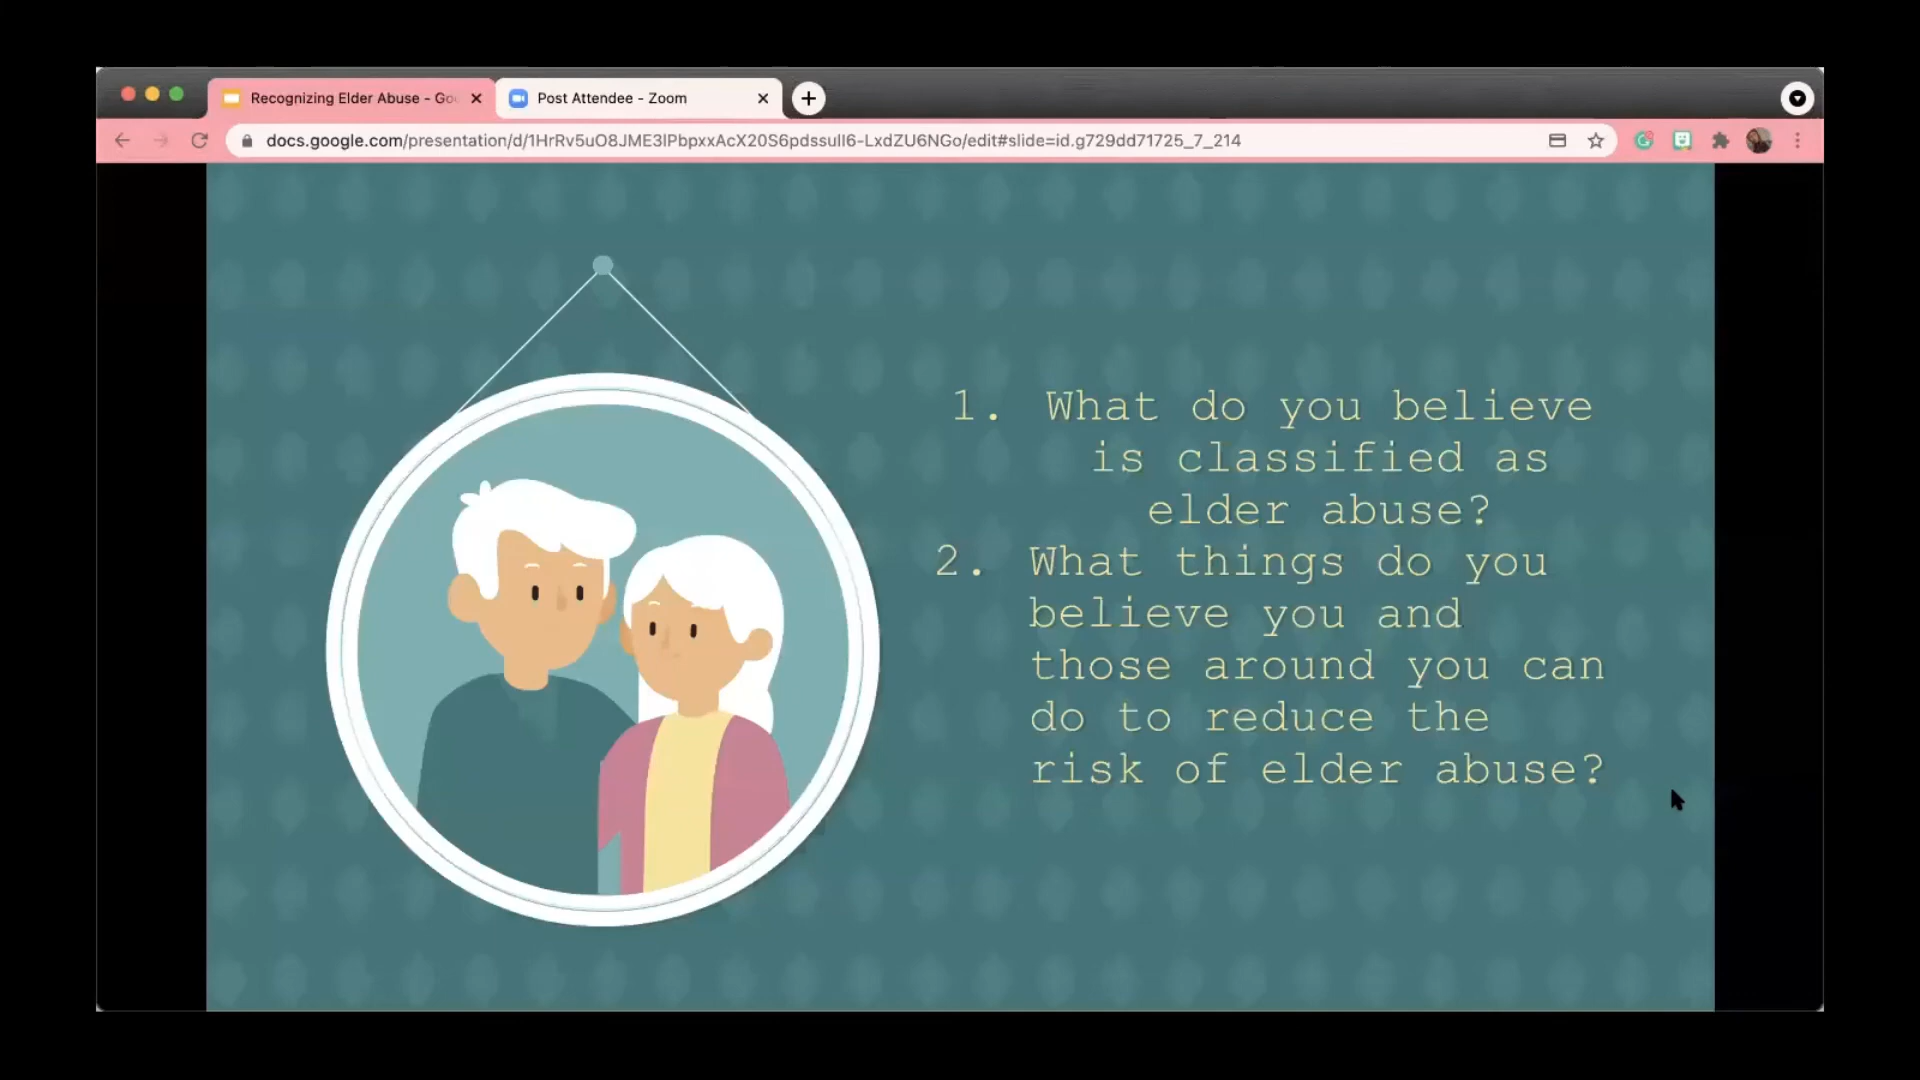 Recognizing Elder Abuse - Goo
Post Attendee - Zoom
docs.google.com/presentation/d/1HrRv5uO8JME3lPbpxxAcX20S6pdssuIl6-LxdZU6NGo/edit#slide=id.g729dd71725_7_214
1. What do you believe
is classified as
elder abuse?
2. What things do you
believe you and
those around you can
do to reduce the
risk of elder abuse?